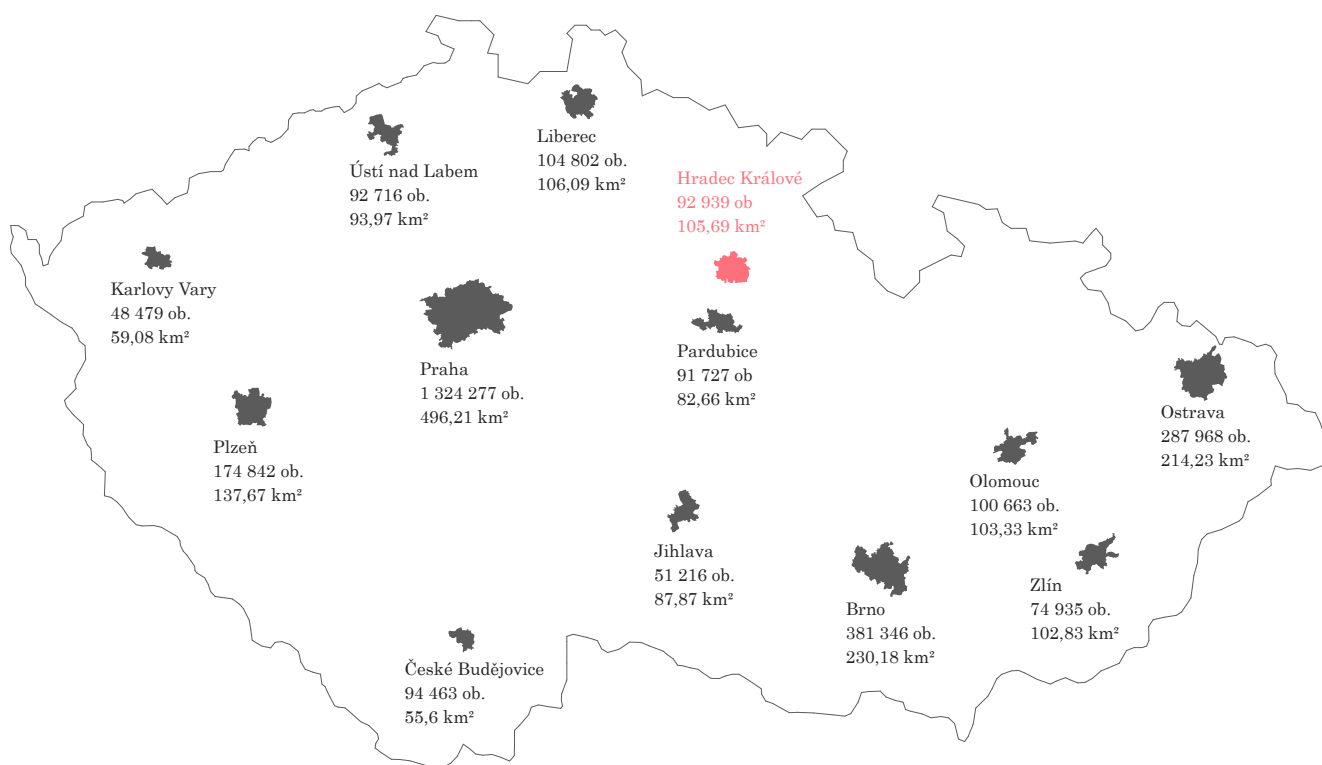 Liberec
104 802 ob.
106,09 km²
Ústí nad Labem
92 716 ob.
93,97 km²
Hradec Králové
92 939 ob
105,69 km²
Karlovy Vary
48 479 ob.
59,08 km²
Praha
1 324 277 ob.
496,21 km²
Pardubice
91 727 ob
82,66 km²
Ostrava
287 968 ob.
214,23 km²
Plzeň
174 842 ob.
137,67 km²
Olomouc
100 663 ob.
103,33 km²
Jihlava
51 216 ob.
87,87 km²
Zlín
74 935 ob.
102,83 km²
Brno
381 346 ob.
230,18 km²
České Budějovice
94 463 ob.
55,6 km²